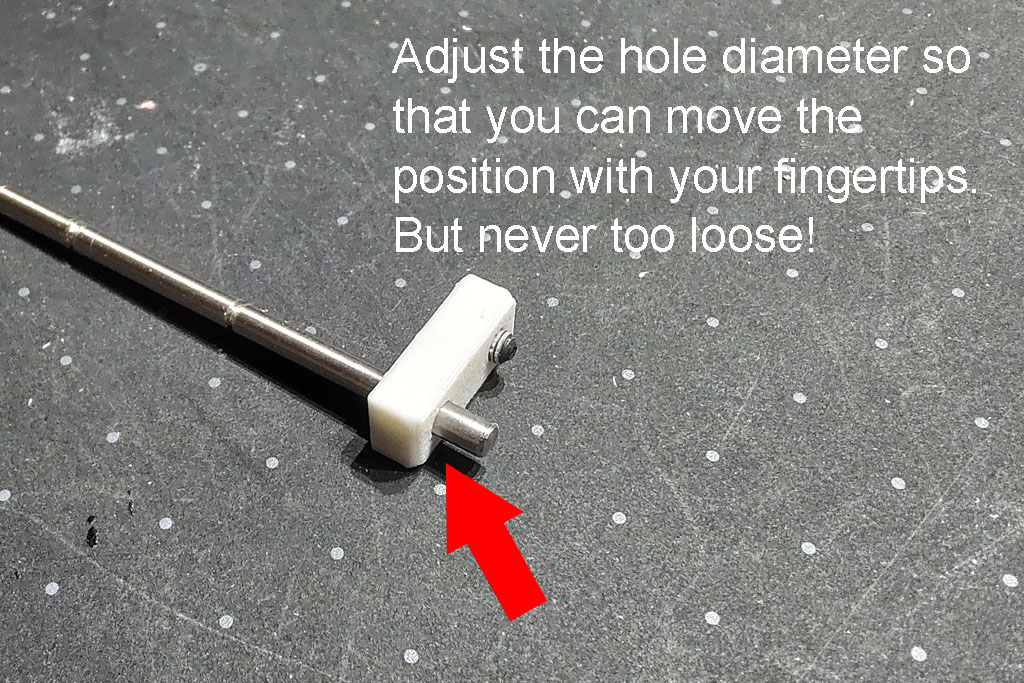 Adjust the hole diameter so
that you can move the
position with your fingertips.
But never too loose!